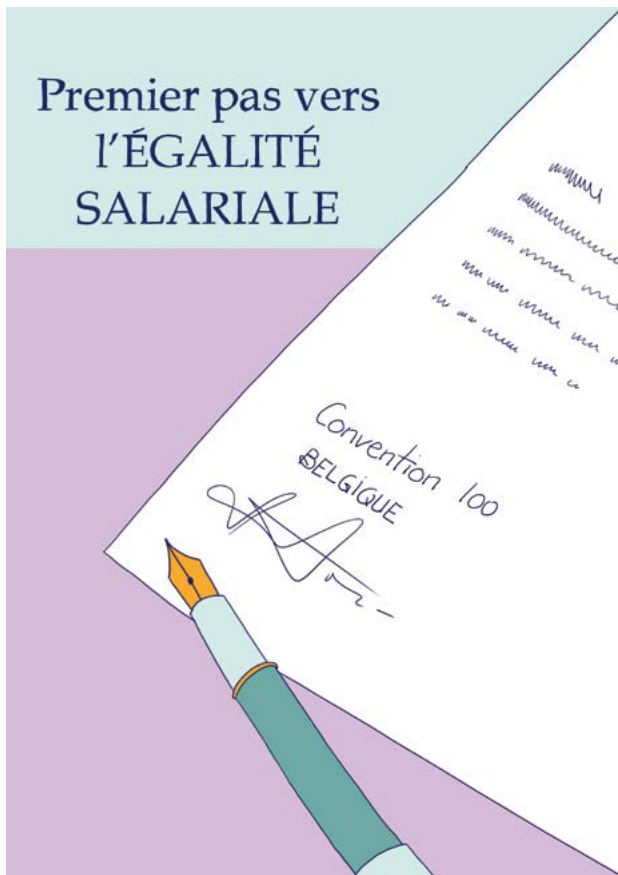 Premier pas vers
l'ÉGALITÉ
SALARIALE
Convention 100
BELGIQUE